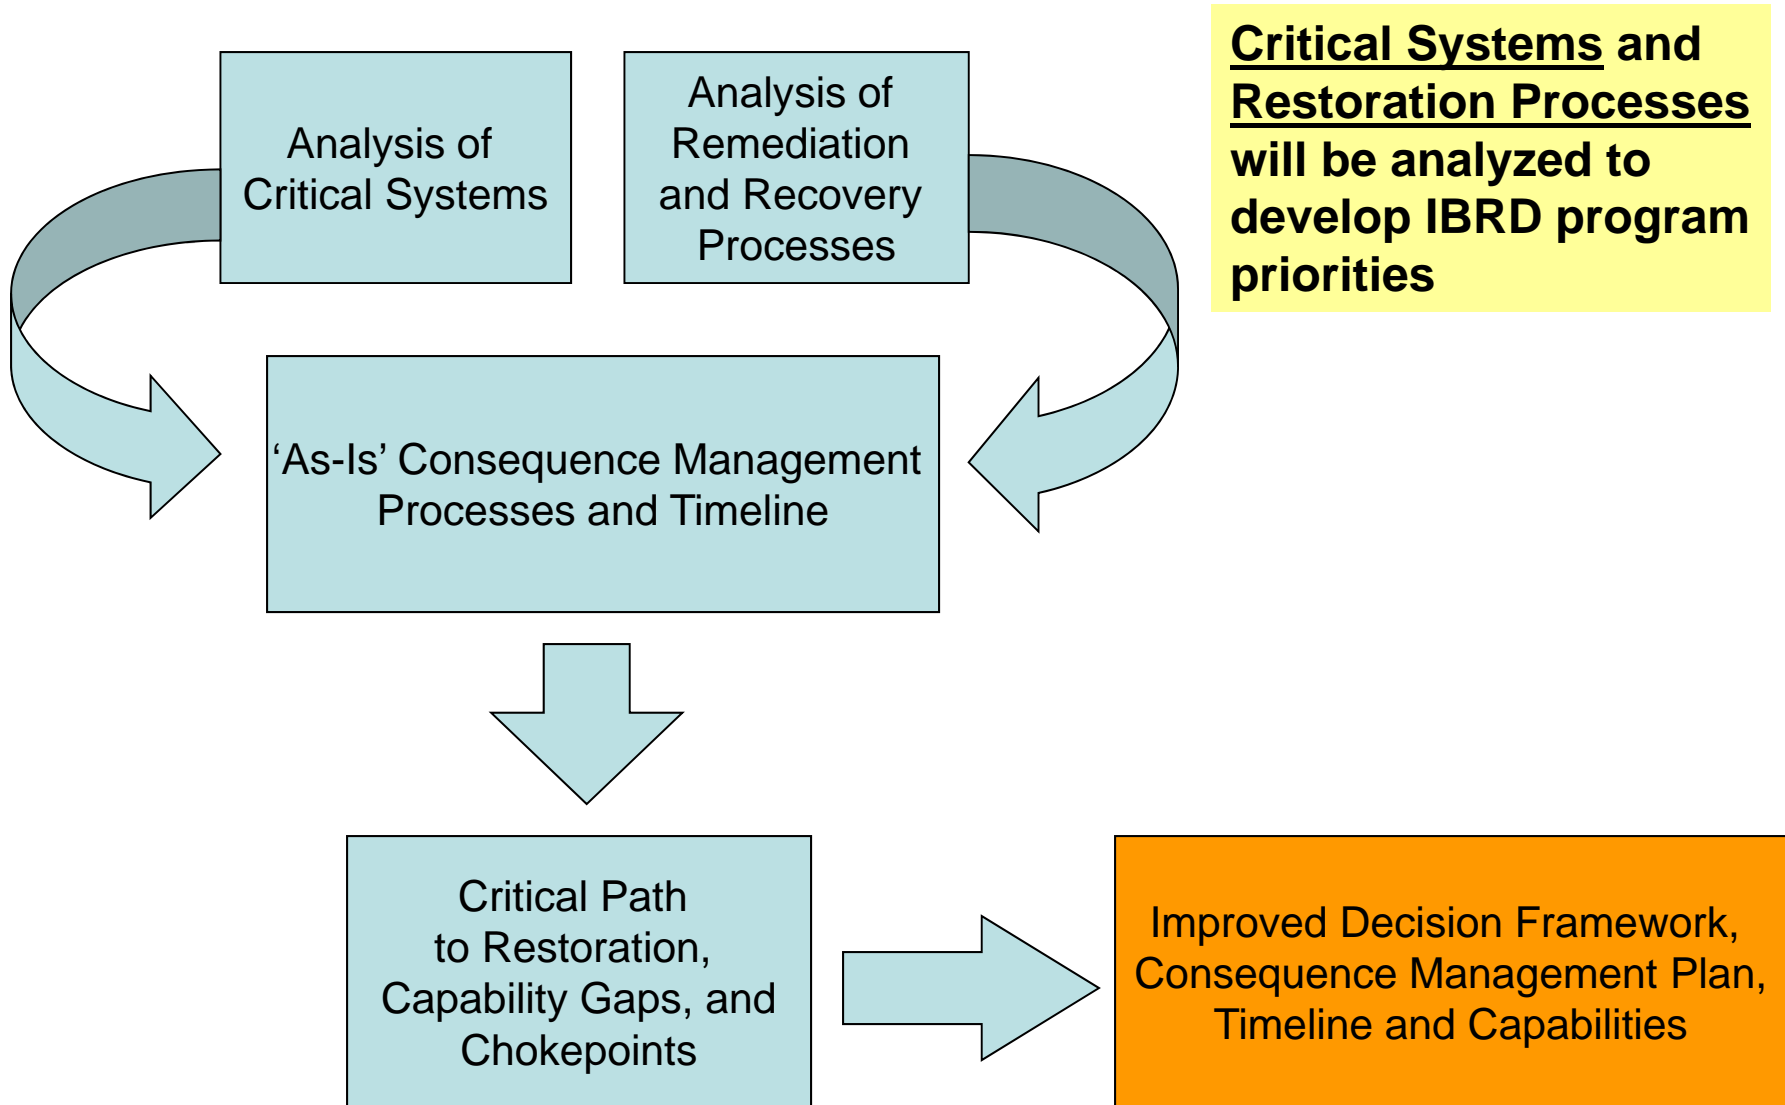 Analysis of
Critical Systems
Analysis of
Remediation
and Recovery
Processes
Critical Systems and
Restoration Processes
will be analyzed to
develop IBRD program
priorities
‘As-Is’ Consequence Management
Processes and Timeline
Critical Path
to Restoration,
Capability Gaps, and
Chokepoints
Improved Decision Framework,
Consequence Management Plan,
Timeline and Capabilities